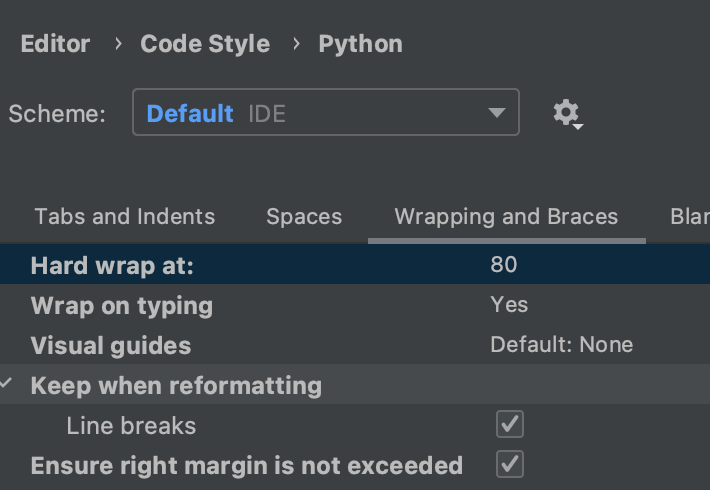 Editor › Code Style › Python
Scheme: Default IDE
Tabs and Indents Spaces Wrapping and Braces Blar
Hard wrap at: 80
Wrap on typing Yes
Visual guides Default: None
Keep when reformatting
Line breaks
Ensure right margin is not exceeded